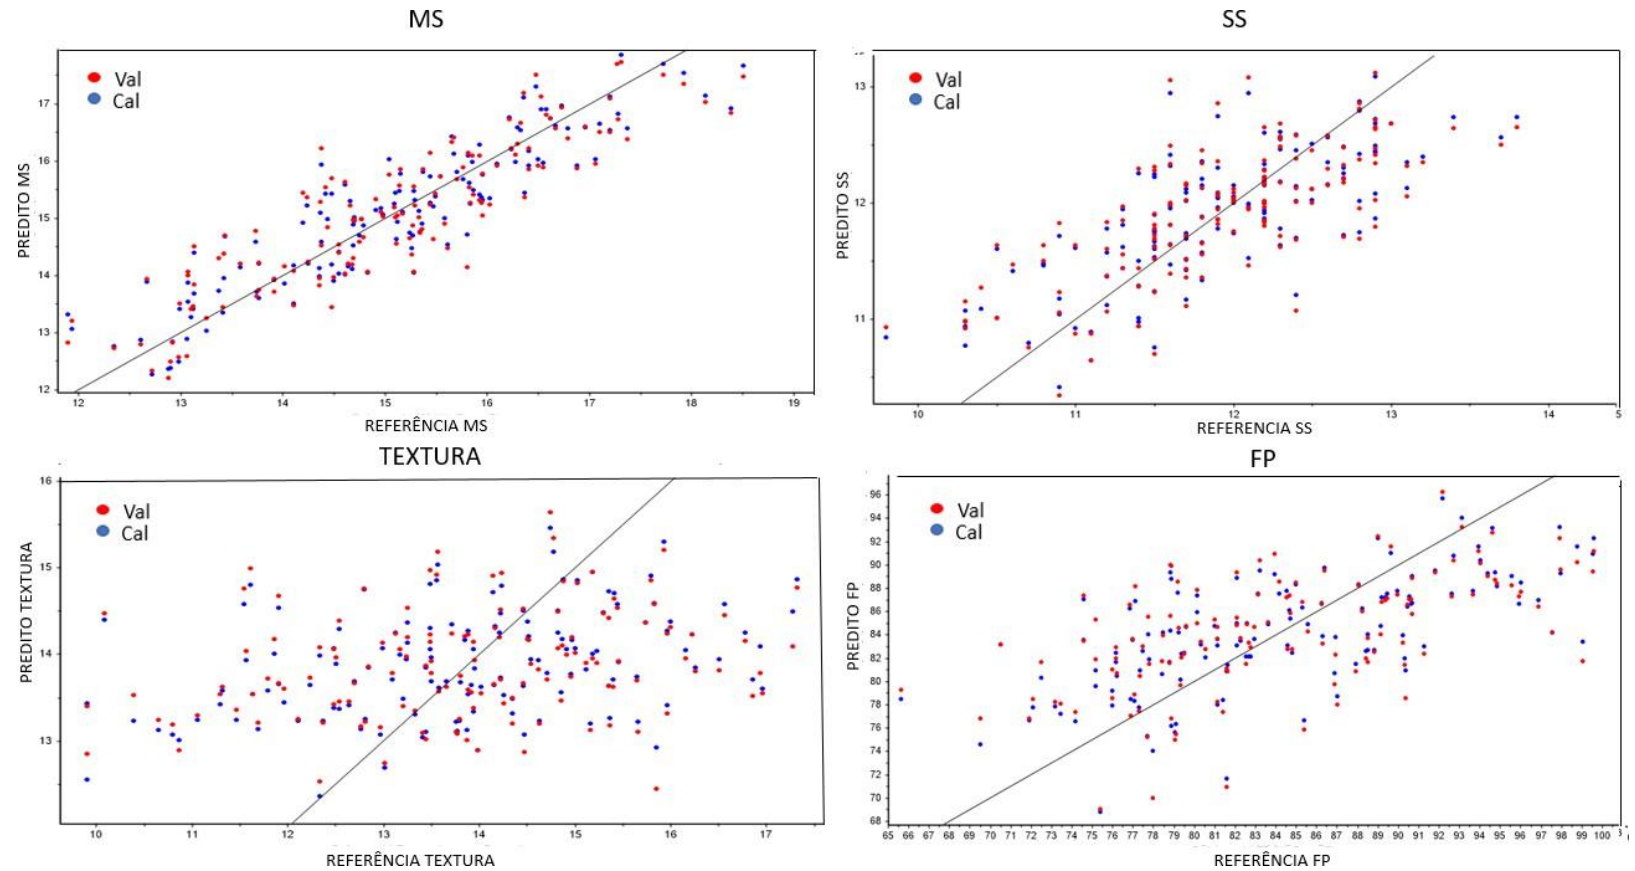 MS
Val
Cal
PREDITO MS
17
16
15
14
13
12
12 13 14 15 16 17 18 19
REFERÊNCIA MS
SS
Val
Cal
PREDITO SS
13
12
11
10 11 12 13 14 5
REFERENCIA SS
TEXTURA
Val
Cal
PREDITO TEXTURA
16
15
14
13
10 11 12 13 14 15 16 17
REFERÊNCIA TEXTURA
FP
Val
Cal
PREDITO FP
96
94
92
90
88
86
84
82
80
78
76
74
72
70
68
65 66 67 68 69 70 71 72 73 74 75 76 77 78 79 80 81 82 83 84 85 86 87 88 89 90 91 92 93 94 95 96 97 98 99 100
REFERÊNCIA FP